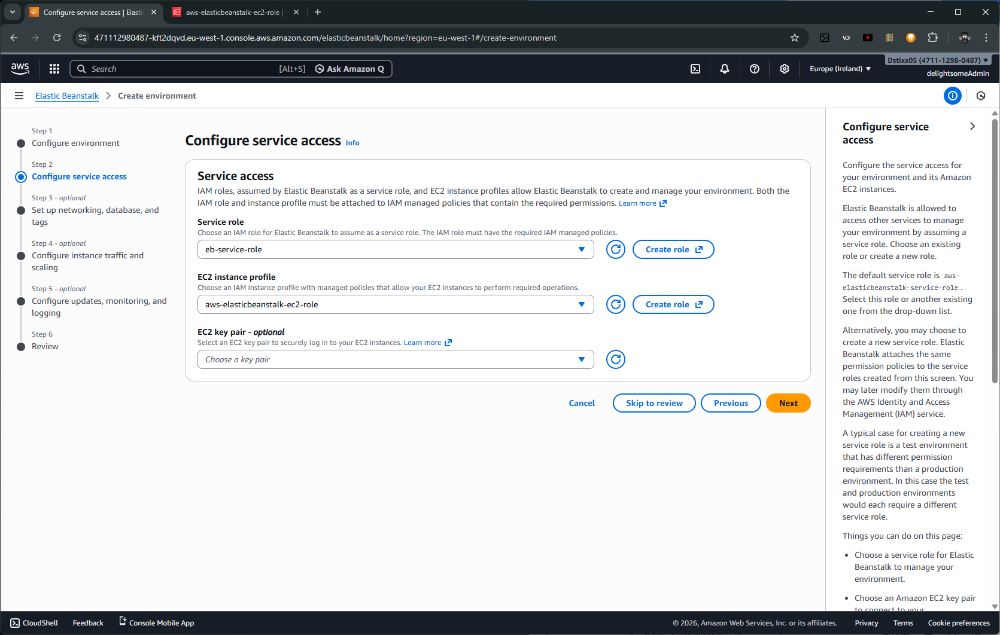 Configure service access | Elasti
aws-elasticbeanstalk-ec2-role |
471112980487-kft2dqvd.eu-west-1.console.aws.amazon.com/elasticbeanstalk/home?region=eu-west-1#/create-environment
aws
Search
[Alt+S]
Ask Amazon Q
Europe (Ireland)
Dstixx05 (4711-1298-0487)
delightsomeAdmin
Elastic Beanstalk
Create environment
Step 1
Configure environment
Step 2
Configure service access
Step 3 - optional
Set up networking, database, and
tags
Step 4 - optional
Configure instance traffic and
scaling
Step 5 - optional
Configure updates, monitoring, and
logging
Step 6
Review
Configure service access Info
Service access
IAM roles, assumed by Elastic Beanstalk as a service role, and EC2 instance profiles allow Elastic Beanstalk to create and manage your environment. Both the
IAM role and instance profile must be attached to IAM managed policies that contain the required permissions. Learn more
Service role
Choose an IAM role for Elastic Beanstalk to assume as a service role. The IAM role must have the required IAM managed policies.
eb-service-role
Create role
EC2 instance profile
Choose an IAM instance profile with managed policies that allow your EC2 instances to perform required operations.
aws-elasticbeanstalk-ec2-role
Create role
EC2 key pair - optional
Select an EC2 key pair to securely log in to your EC2 instances. Learn more
Choose a key pair
Cancel
Skip to review
Previous
Next
Configure service
access
Configure the service access for
your environment and its Amazon
EC2 instances.
Elastic Beanstalk is allowed to
access other services to manage
your environment by assuming a
service role. Choose an existing
role or create a new role.
The default service role is aws-
elasticbeanstalk-service-role .
Select this role or another existing
one from the drop-down list.
Alternatively, you may choose to
create a new service role. Elastic
Beanstalk attaches the same
permission policies to the service
roles created from this screen. You
may later modify them through
the AWS Identity and Access
Management (IAM) service.
A typical case for creating a new
service role is a test environment
that has different permission
requirements than a production
environment. In this case the test
and production environments
would each require a different
service role.
Things you can do on this page:
• Choose a service role for Elastic
Beanstalk to manage your
environment.
• Choose an Amazon EC2 key pair
to connect to your
CloudShell
Feedback
Console Mobile App
© 2026, Amazon Web Services, Inc. or its affiliates.
Privacy
Terms
Cookie preferences